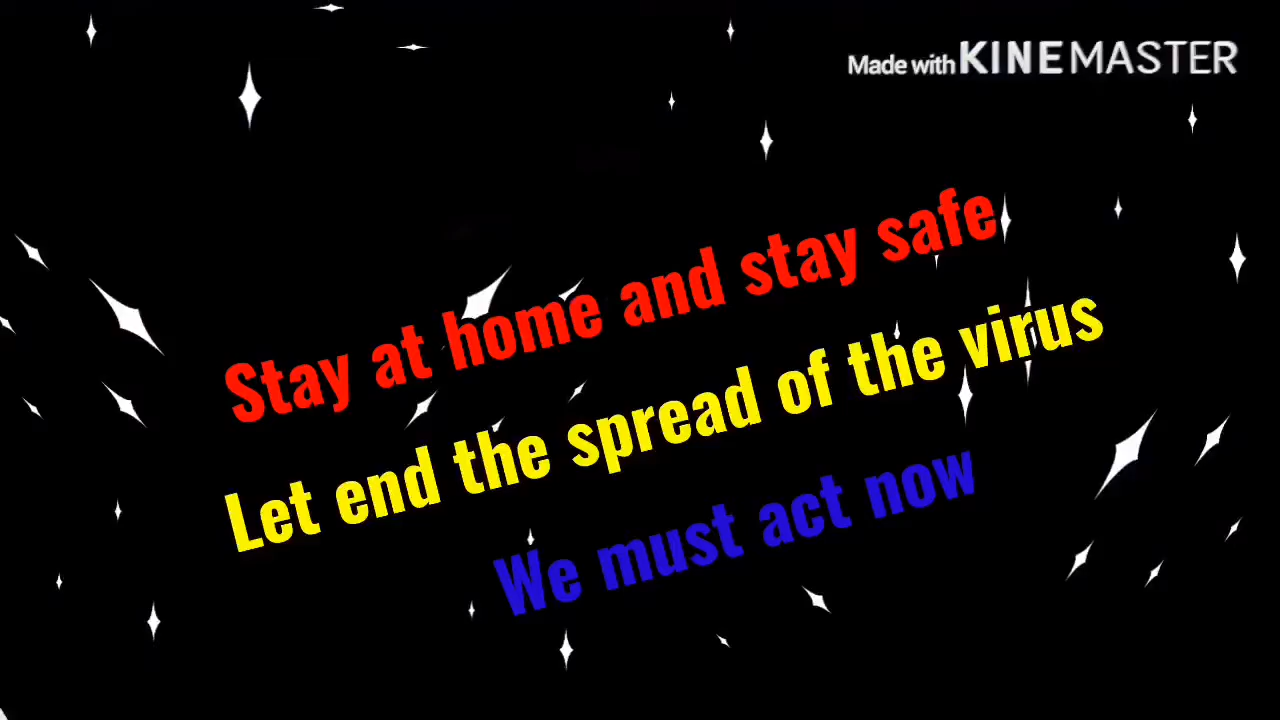 Made with KINEMASTER
Stay at home and stay safe
Let end the spread of the virus
We must act now